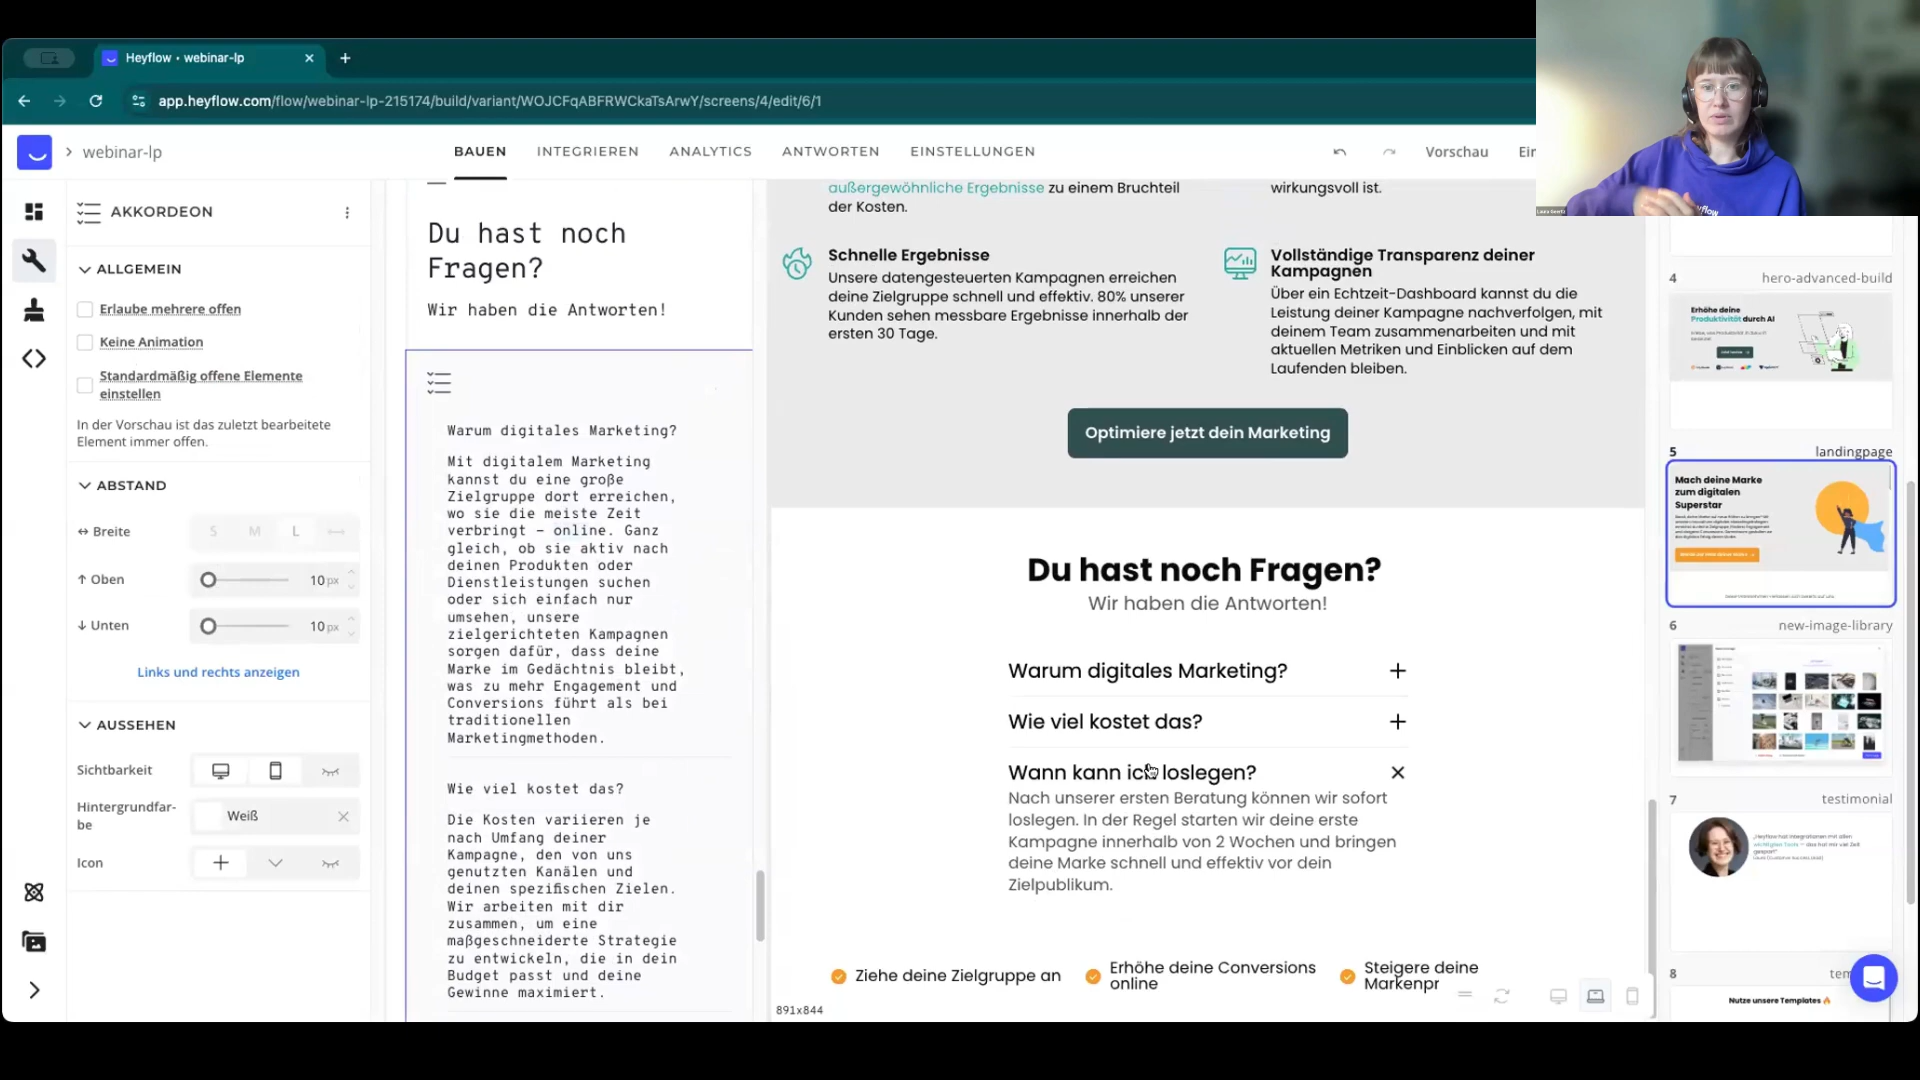 Heyflow • webinar-lp
app.heyflow.com/flow/webinar-lp-215174/build/variant/WOJCFqABFRWCkaTsArwY/screens/4/edit/6/1
webinar-lp
BAUEN
INTEGRIEREN
ANALYTICS
ANTWORTEN
EINSTELLUNGEN
Vorschau
AKKORDEON
ALLGEMEIN
Erlaube mehrere offen
Keine Animation
Standardmäßig offene Elemente
einstellen
In der Vorschau ist das zuletzt bearbeitete
Element immer offen.
ABSTAND
Breite
S
M
L
Oben
10 px
Unten
10 px
Links und rechts anzeigen
AUSSEHEN
Sichtbarkeit
Hintergrundfar-
be
Weiß
Icon
Du hast noch
Fragen?
Wir haben die Antworten!
Warum digitales Marketing?
Mit digitalem Marketing
kannst du eine große
Zielgruppe dort erreichen,
wo sie die meiste Zeit
verbringt – online. Ganz
gleich, ob sie aktiv nach
deinen Produkten oder
Dienstleistungen suchen
oder sich einfach nur
umsehen, unsere
zielgerichteten Kampagnen
sorgen dafür, dass deine
Marke im Gedächtnis bleibt,
was zu mehr Engagement und
Conversions führt als bei
traditionellen
Marketingmethoden.
Wie viel kostet das?
Die Kosten variieren je
nach Umfang deiner
Kampagne, den von uns
genutzten Kanälen und
deinen spezifischen Zielen.
Wir arbeiten mit dir
zusammen, um eine
maßgeschneiderte Strategie
zu entwickeln, die in dein
Budget passt und deine
Gewinne maximiert.
außergewöhnliche Ergebnisse zu einem Bruchteil
der Kosten.
wirkungsvoll ist.
Schnelle Ergebnisse
Unsere datengesteuerten Kampagnen erreichen
deine Zielgruppe schnell und effektiv. 80% unserer
Kunden sehen messbare Ergebnisse innerhalb der
ersten 30 Tage.
Vollständige Transparenz deiner
Kampagnen
Über ein Echtzeit-Dashboard kannst du die
Leistung deiner Kampagne nachverfolgen, mit
deinem Team zusammenarbeiten und mit
aktuellen Metriken und Einblicken auf dem
Laufenden bleiben.
Optimiere jetzt dein Marketing
Du hast noch Fragen?
Wir haben die Antworten!
Warum digitales Marketing?
Wie viel kostet das?
Wann kann ich loslegen?
Nach unserer ersten Beratung können wir sofort
loslegen. In der Regel starten wir deine erste
Kampagne innerhalb von 2 Wochen und bringen
deine Marke schnell und effektiv vor dein
Zielpublikum.
Ziehe deine Zielgruppe an
Erhöhe deine Conversions
online
Steigere deine
Markenpr
891x844
4
hero-advanced-build
Erhöhe deine
Produktivität durch AI
5
landingpage
Mach deine Marke
zum digitalen
Superstar
6
new-image-library
7
testimonial
8
Nutze unsere Templates 🔥